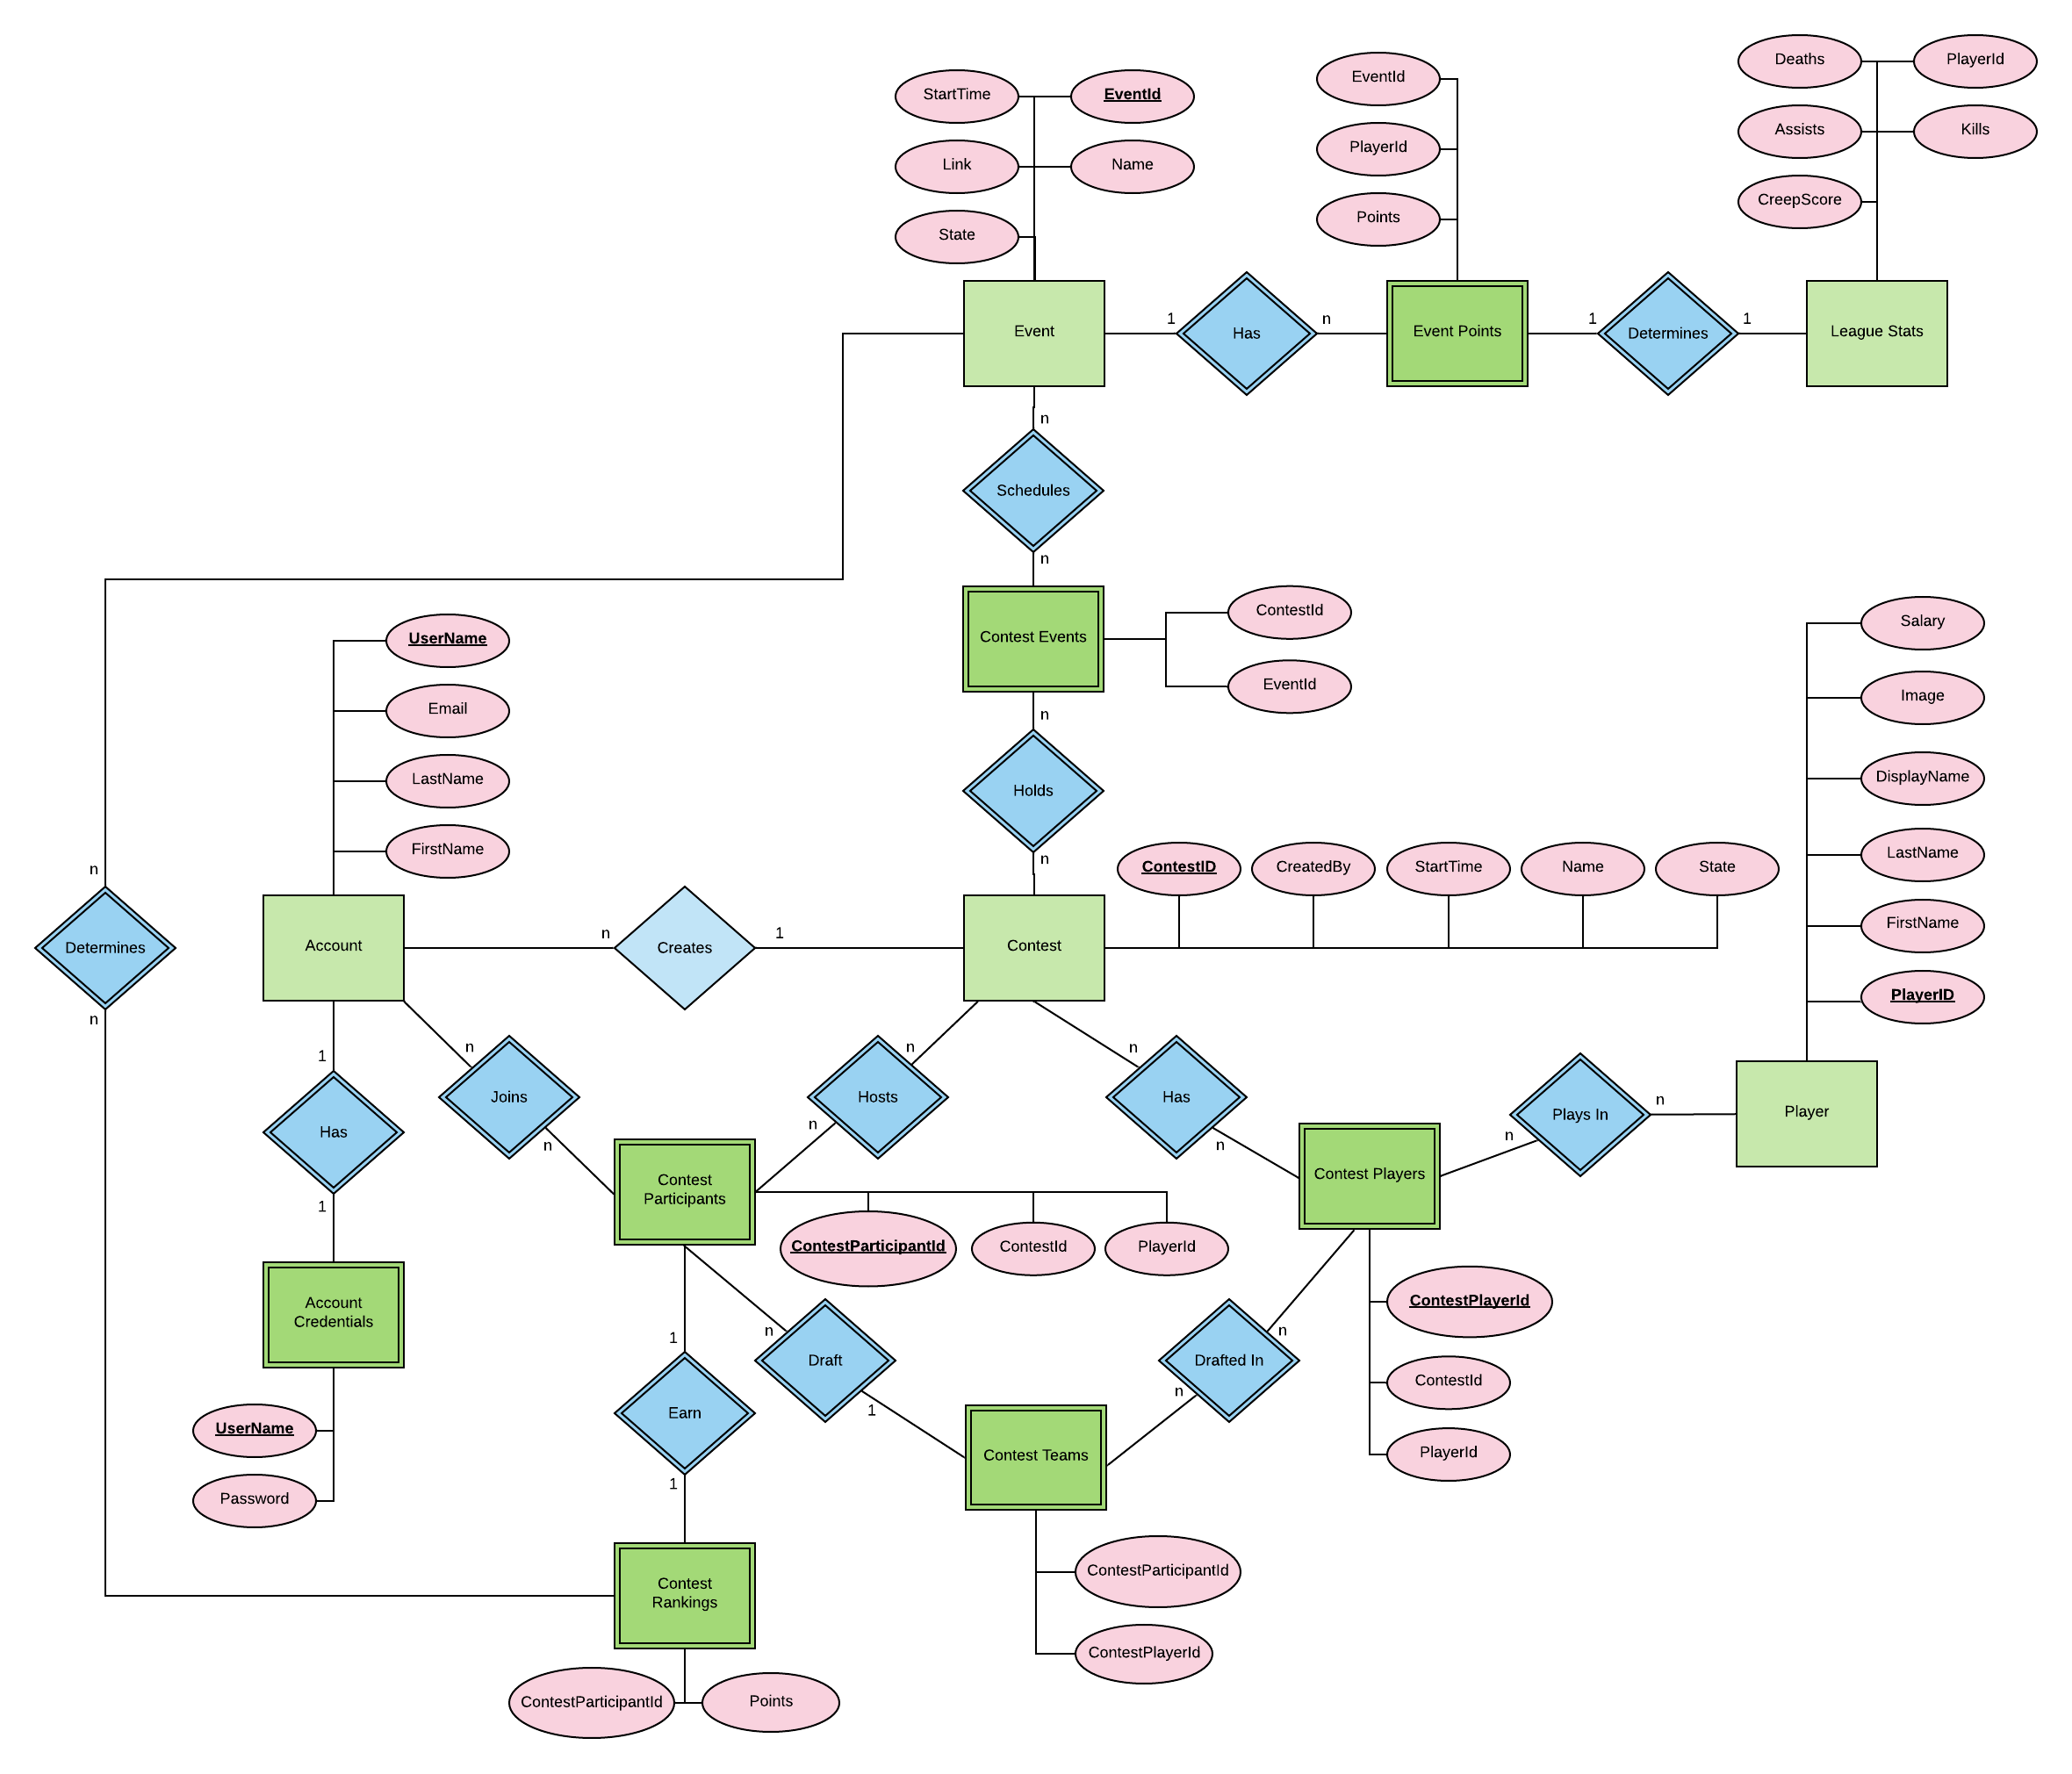 Deaths
PlayerId
StartTime
EventId
EventId
Assists
Kills
Link
Name
PlayerId
CreepScore
State
Points
Event
1
Has
n
Event Points
1
Determines
1
League Stats
n
Schedules
n
Contest Events
ContestId
EventId
n
Holds
n
UserName
Email
LastName
FirstName
Salary
Image
DisplayName
LastName
FirstName
PlayerID
ContestID
CreatedBy
StartTime
Name
State
n
Determines
n
Account
n
Creates
1
Contest
1
Has
1
n
Joins
n
n
Hosts
n
n
Has
n
n
Plays In
n
Player
Contest
Participants
ContestParticipantId
ContestId
PlayerId
Contest Players
ContestPlayerId
ContestId
PlayerId
Account
Credentials
UserName
Password
1
Earn
1
n
Draft
1
n
Drafted In
n
Contest Teams
ContestParticipantId
ContestPlayerId
Contest
Rankings
ContestParticipantId
Points